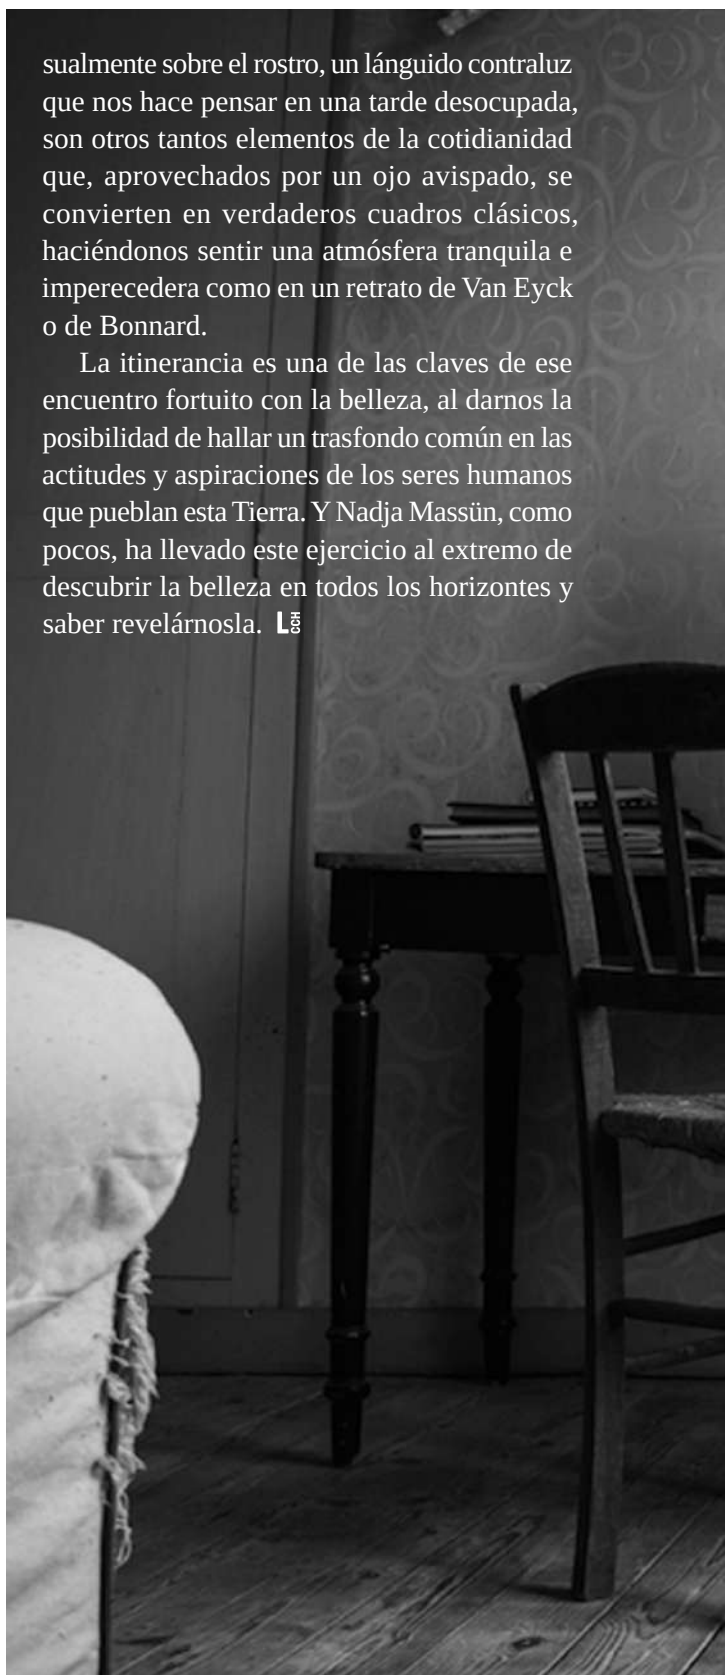 sualmente sobre el rostro, un lánguido contraluz
que nos hace pensar en una tarde desocupada,
son otros tantos elementos de la cotidianidad
que, aprovechados por un ojo avispado, se
convierten en verdaderos cuadros clásicos,
haciéndonos sentir una atmósfera tranquila e
imperecedera como en un retrato de Van Eyck
o de Bonnard.
La itinerancia es una de las claves de ese
encuentro fortuito con la belleza, al darnos la
posibilidad de hallar un trasfondo común en las
actitudes y aspiraciones de los seres humanos
que pueblan esta Tierra. Y Nadja Massün, como
pocos, ha llevado este ejercicio al extremo de
descubrir la belleza en todos los horizontes y
saber revelárnosla. L CCH